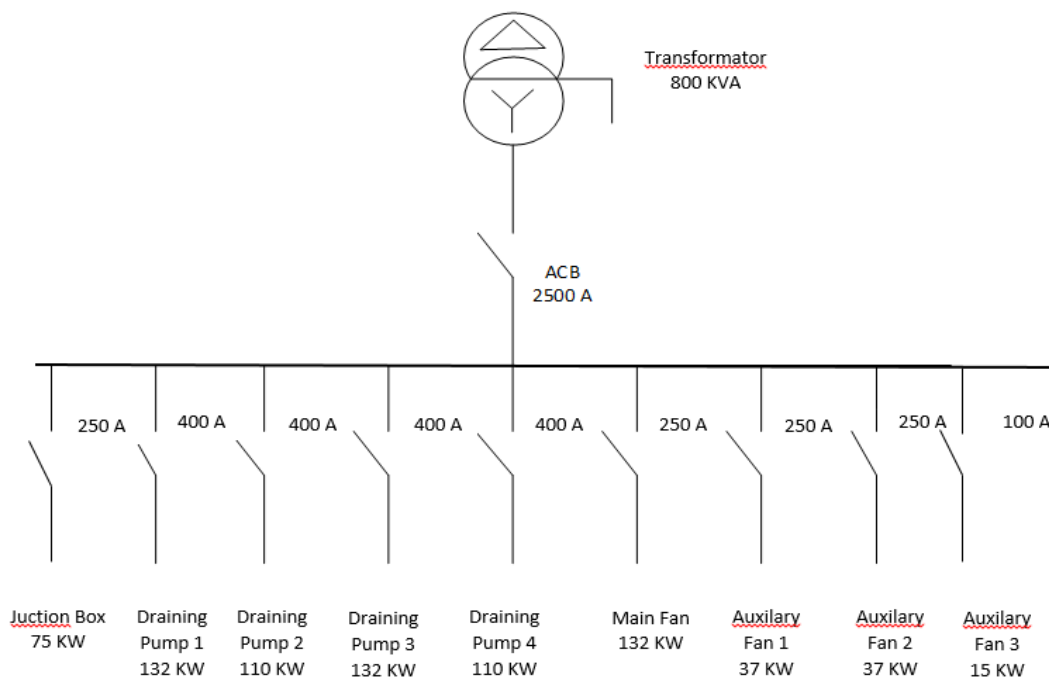 Transformator
800 KVA
ACB
2500 A
250 A
400 A
400 A
400 A
400 A
250 A
250 A
250 A
100 A
Juction Box
75 KW
Draining
Pump 1
132 KW
Draining
Pump 2
110 KW
Draining
Pump 3
132 KW
Draining
Pump 4
110 KW
Main Fan
132 KW
Auxilary
Fan 1
37 KW
Auxilary
Fan 2
37 KW
Auxilary
Fan 3
15 KW